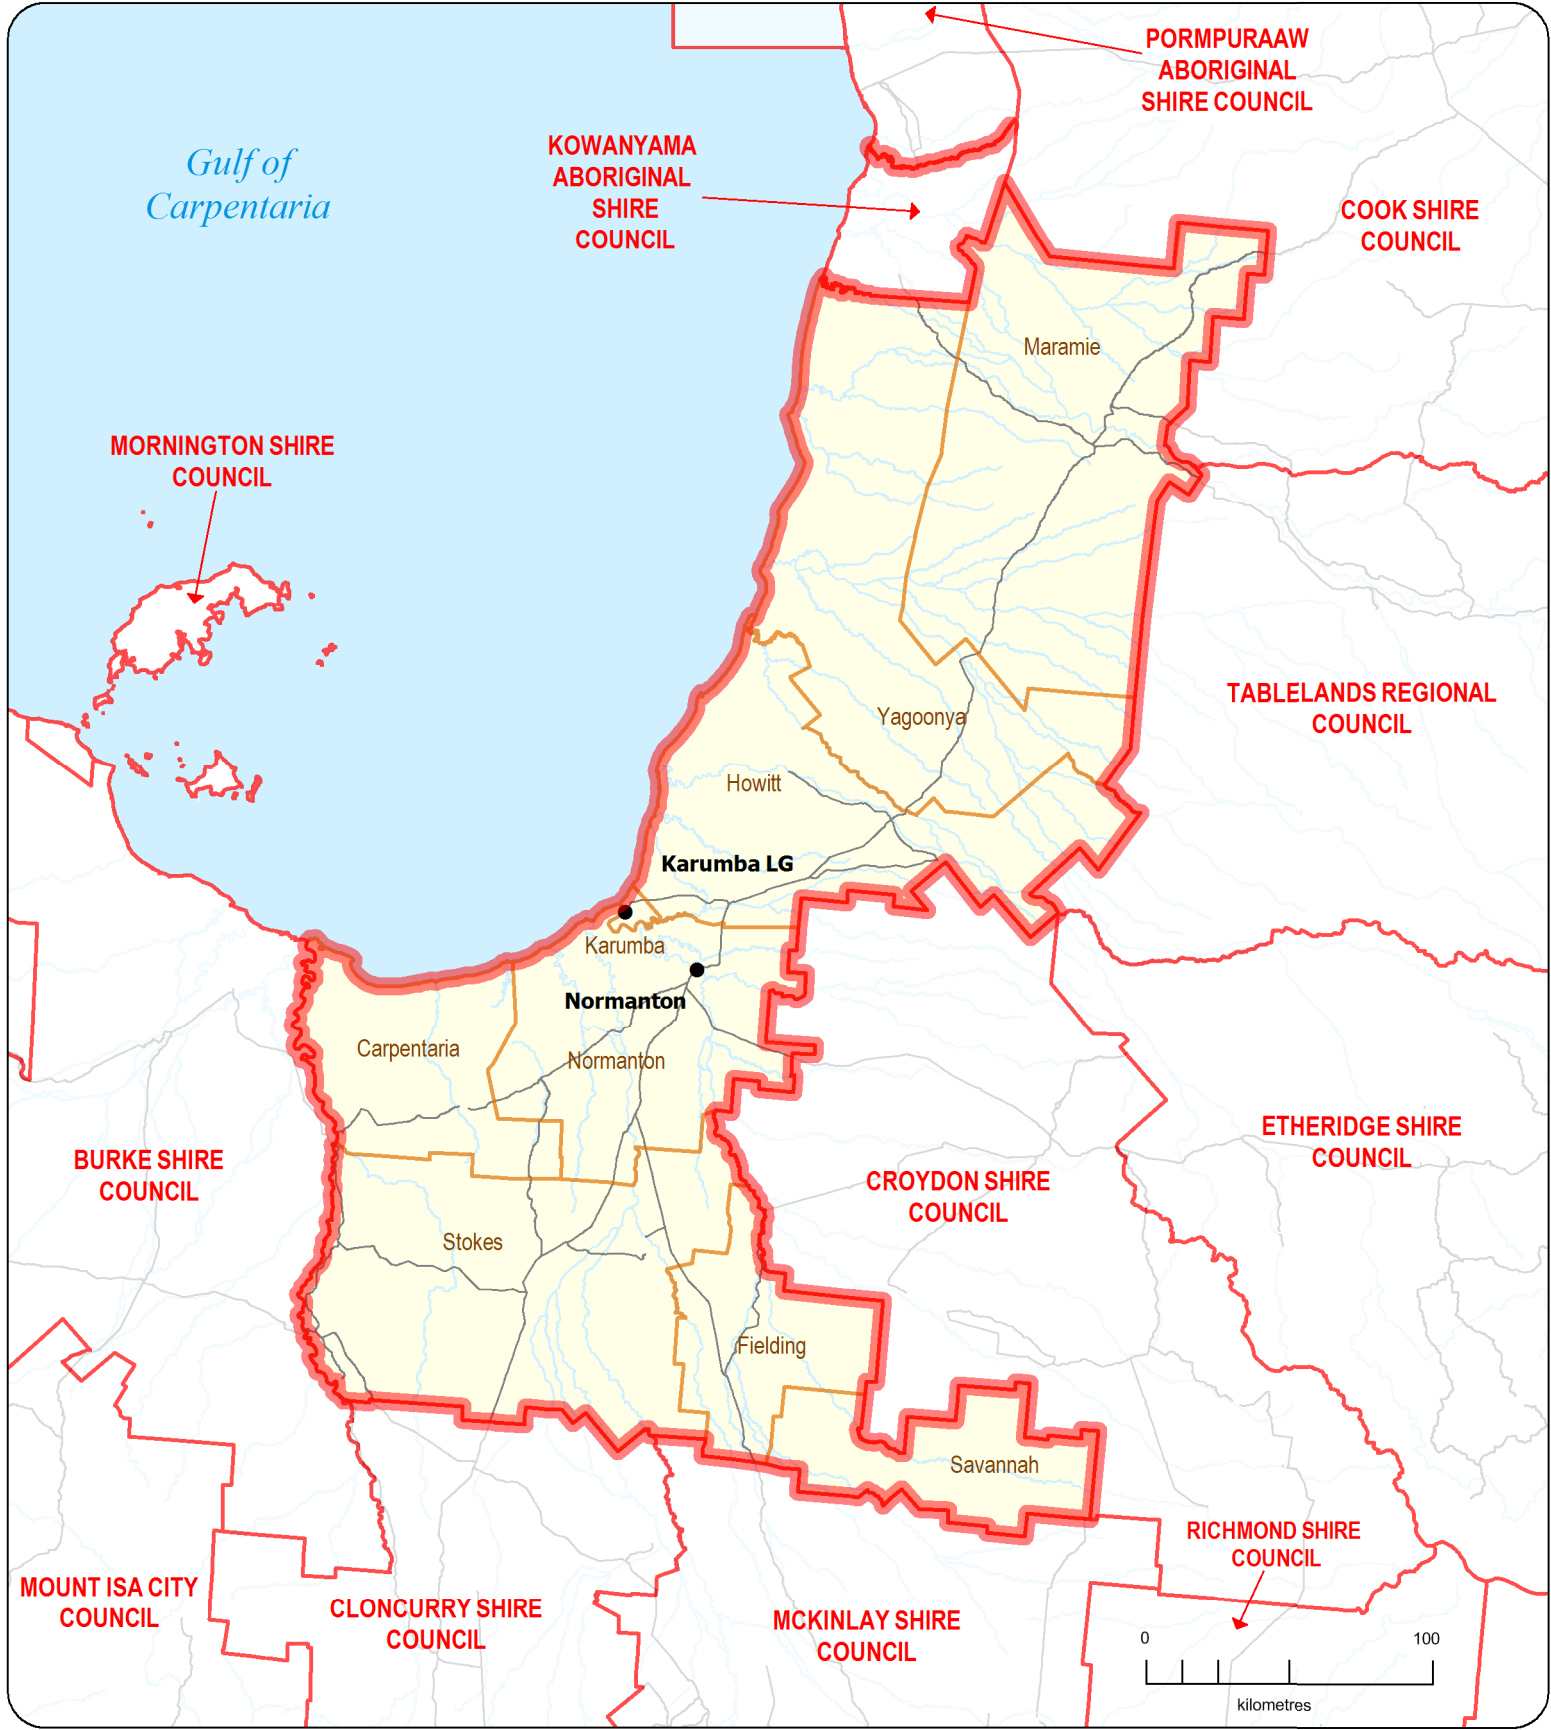 PORMPURAAW
ABORIGINAL
SHIRE COUNCIL
Gulf of
Carpentaria
KOWANYAMA
ABORIGINAL
SHIRE
COUNCIL
COOK SHIRE
COUNCIL
Maramie
MORNINGTON SHIRE
COUNCIL
TABLELANDS REGIONAL
COUNCIL
Yagoonya
Howitt
Karumba LG
Karumba
Normanton
Carpentaria
Normanton
ETHERIDGE SHIRE
COUNCIL
BURKE SHIRE
COUNCIL
CROYDON SHIRE
COUNCIL
Stokes
Fielding
Savannah
RICHMOND SHIRE
COUNCIL
MOUNT ISA CITY
COUNCIL
CLONCURRY SHIRE
COUNCIL
MCKINLAY SHIRE
COUNCIL
0 100
kilometres